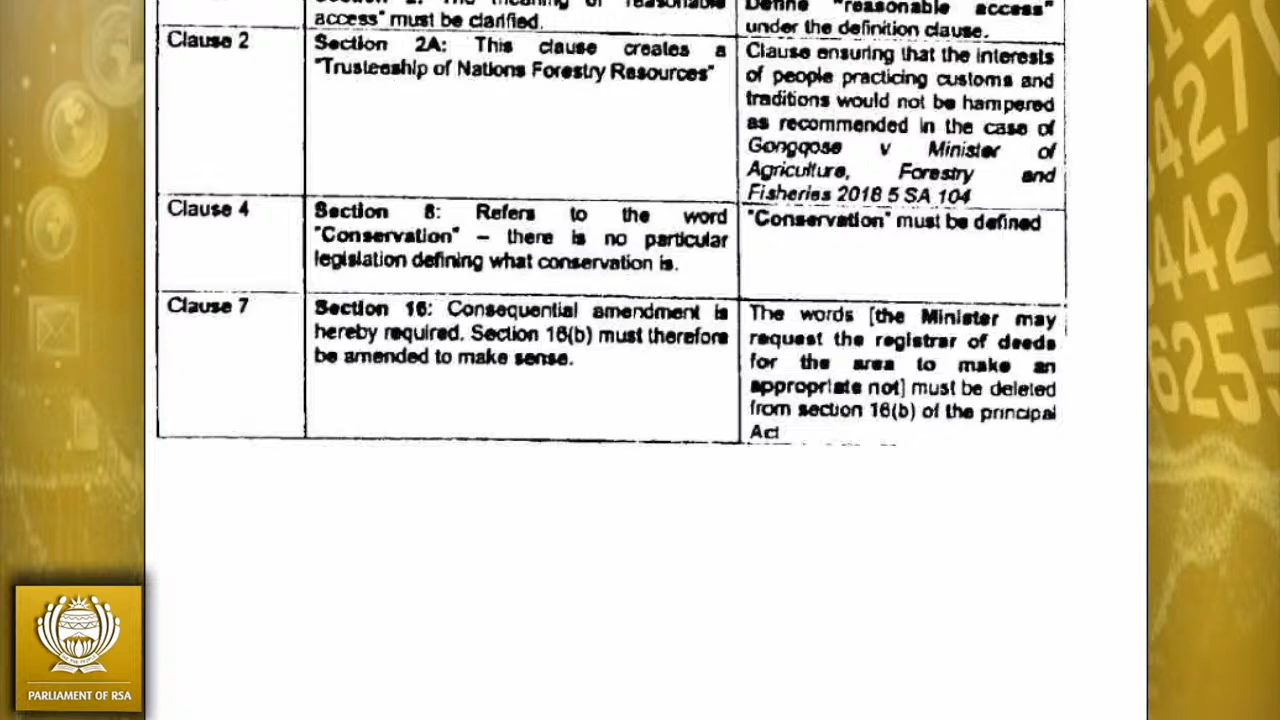 access" must be clarified.
Define "reasonable access"
under the definition clause.
Clause 2
Section 2A: This clause creates a
"Trusteeship of Nations Forestry Resources"
Clause ensuring that the interests
of people practicing customs and
traditions would not be hampered
as recommended in the case of
Gongqose v Minister of
Agriculture, Forestry and
Fisheries 2018 5 SA 104
Clause 4
Section 8: Refers to the word
"Conservation" – there is no particular
legislation defining what conservation is.
"Conservation" must be defined
Clause 7
Section 16: Consequential amendment is
hereby required. Section 16(b) must therefore
be amended to make sense.
The words [the Minister may
request the registrar of deeds
for the area to make an
appropriate not] must be deleted
from section 16(b) of the principal
Act
PARLIAMENT OF RSA
427
442
6255